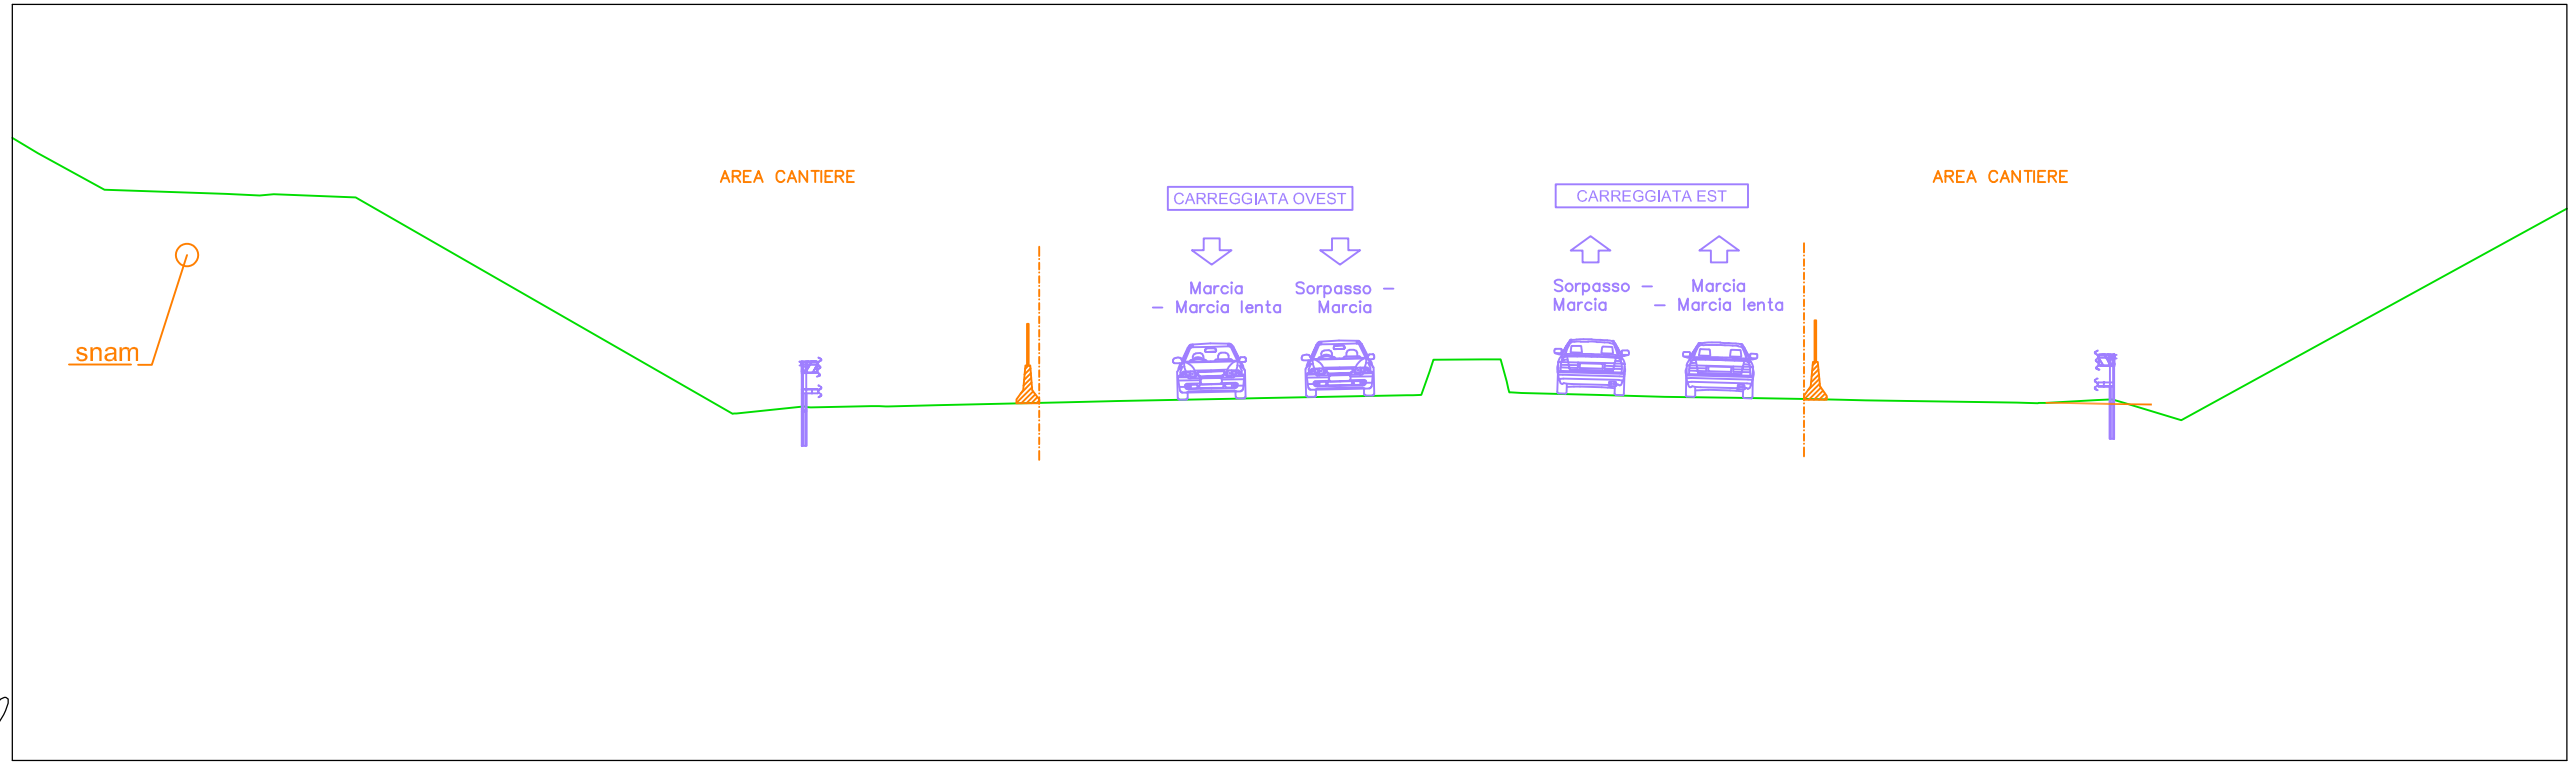 AREA CANTIERE
AREA CANTIERE
CARREGGIATA OVEST
CARREGGIATA EST
Marcia
- Marcia lenta
Sorpasso -
Marcia
Sorpasso -
Marcia
Marcia
- Marcia lenta
snam